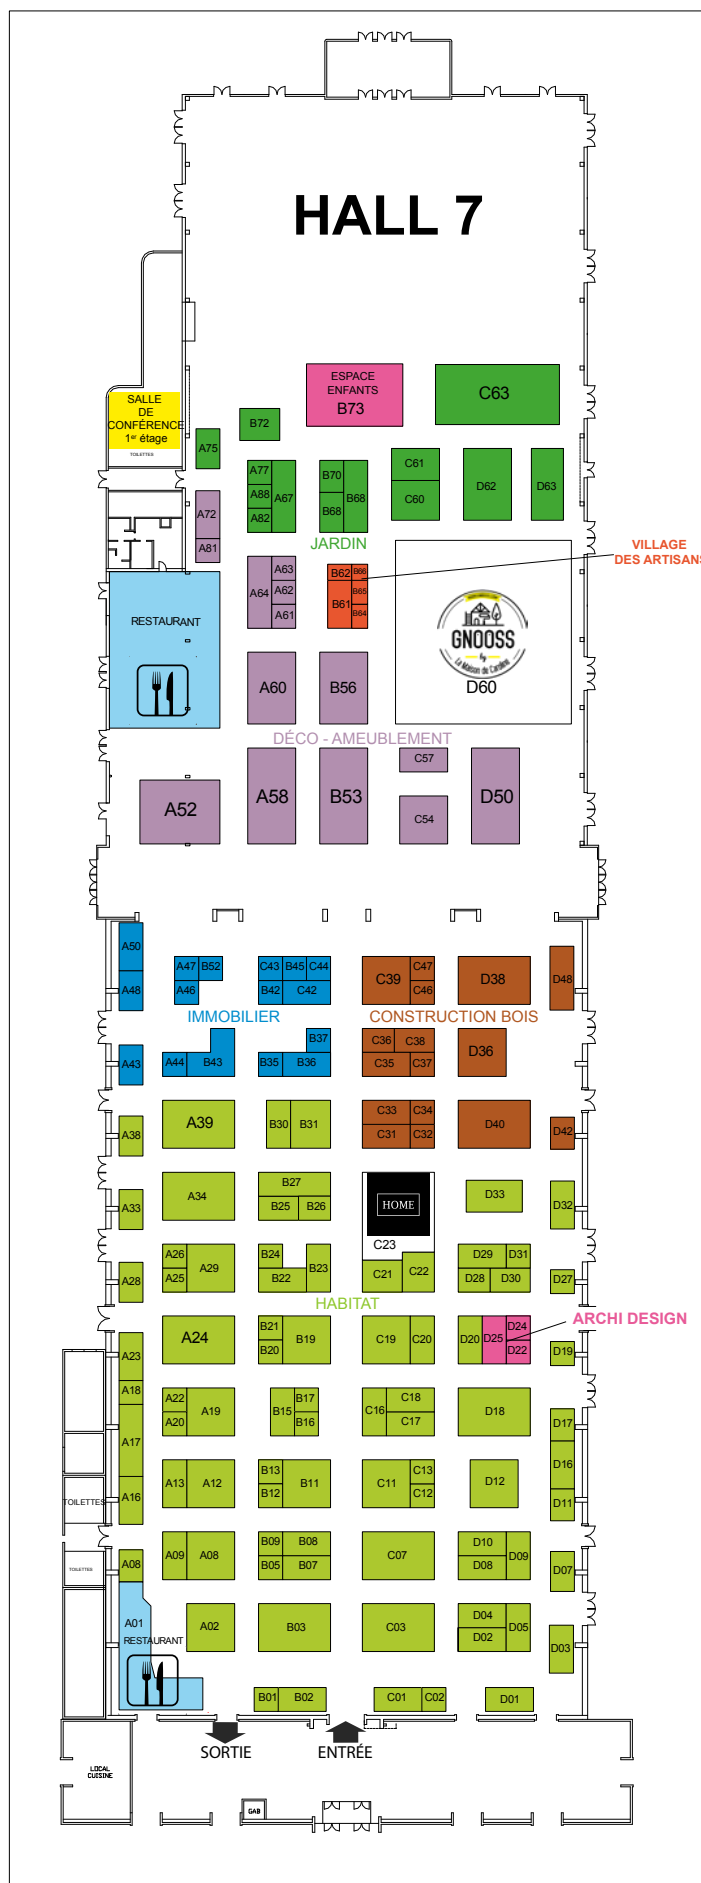 HALL 7
ESPACE
ENFANTS
B73
C63
SALLE
DE
CONFÉRENCE
1er étage
TOILETTES
B72
A75
A77
A88
A82
A67
B70
B68
B68
C61
C60
D62
D63
A72
A81
JARDIN
VILLAGE
DES ARTISANS
A63
A64
A62
A61
B62
B66
B61
B65
B64
RESTAURANT
GNOOSS
by
La Maison de Cardine
D60
A60
B56
DÉCO - AMEUBLEMENT
A52
A58
B53
C57
C54
D50
A50
A48
A47
B52
A46
C43
B45
C44
B42
C42
C39
C47
C46
D38
D48
IMMOBILIER
CONSTRUCTION BOIS
A43
A44
B43
B37
B35
B36
C36
C38
C35
C37
D36
A38
A39
B30
B31
C33
C34
C31
C32
D40
D42
A33
A34
B27
B25
B26
HOME
C23
D33
D32
A28
A26
A25
A29
B24
B22
B23
C21
C22
D29
D31
D28
D30
D27
HABITAT
ARCHI DESIGN
A23
A24
B21
B20
B19
C19
C20
D20
D25
D24
D22
D19
A18
A17
A22
A20
A19
B15
B17
B16
C16
C18
C17
D18
D17
D16
D11
A16
A13
A12
B13
B12
B11
C11
C13
C12
D12
TOILETTES
A08
A09
A08
B09
B08
B05
B07
C07
D10
D08
D09
D07
TOILETTES
A01
RESTAURANT
A02
B03
C03
D04
D02
D05
D03
B01
B02
C01
C02
D01
SORTIE
ENTRÉE
LOCAL
CUISINE
GAB